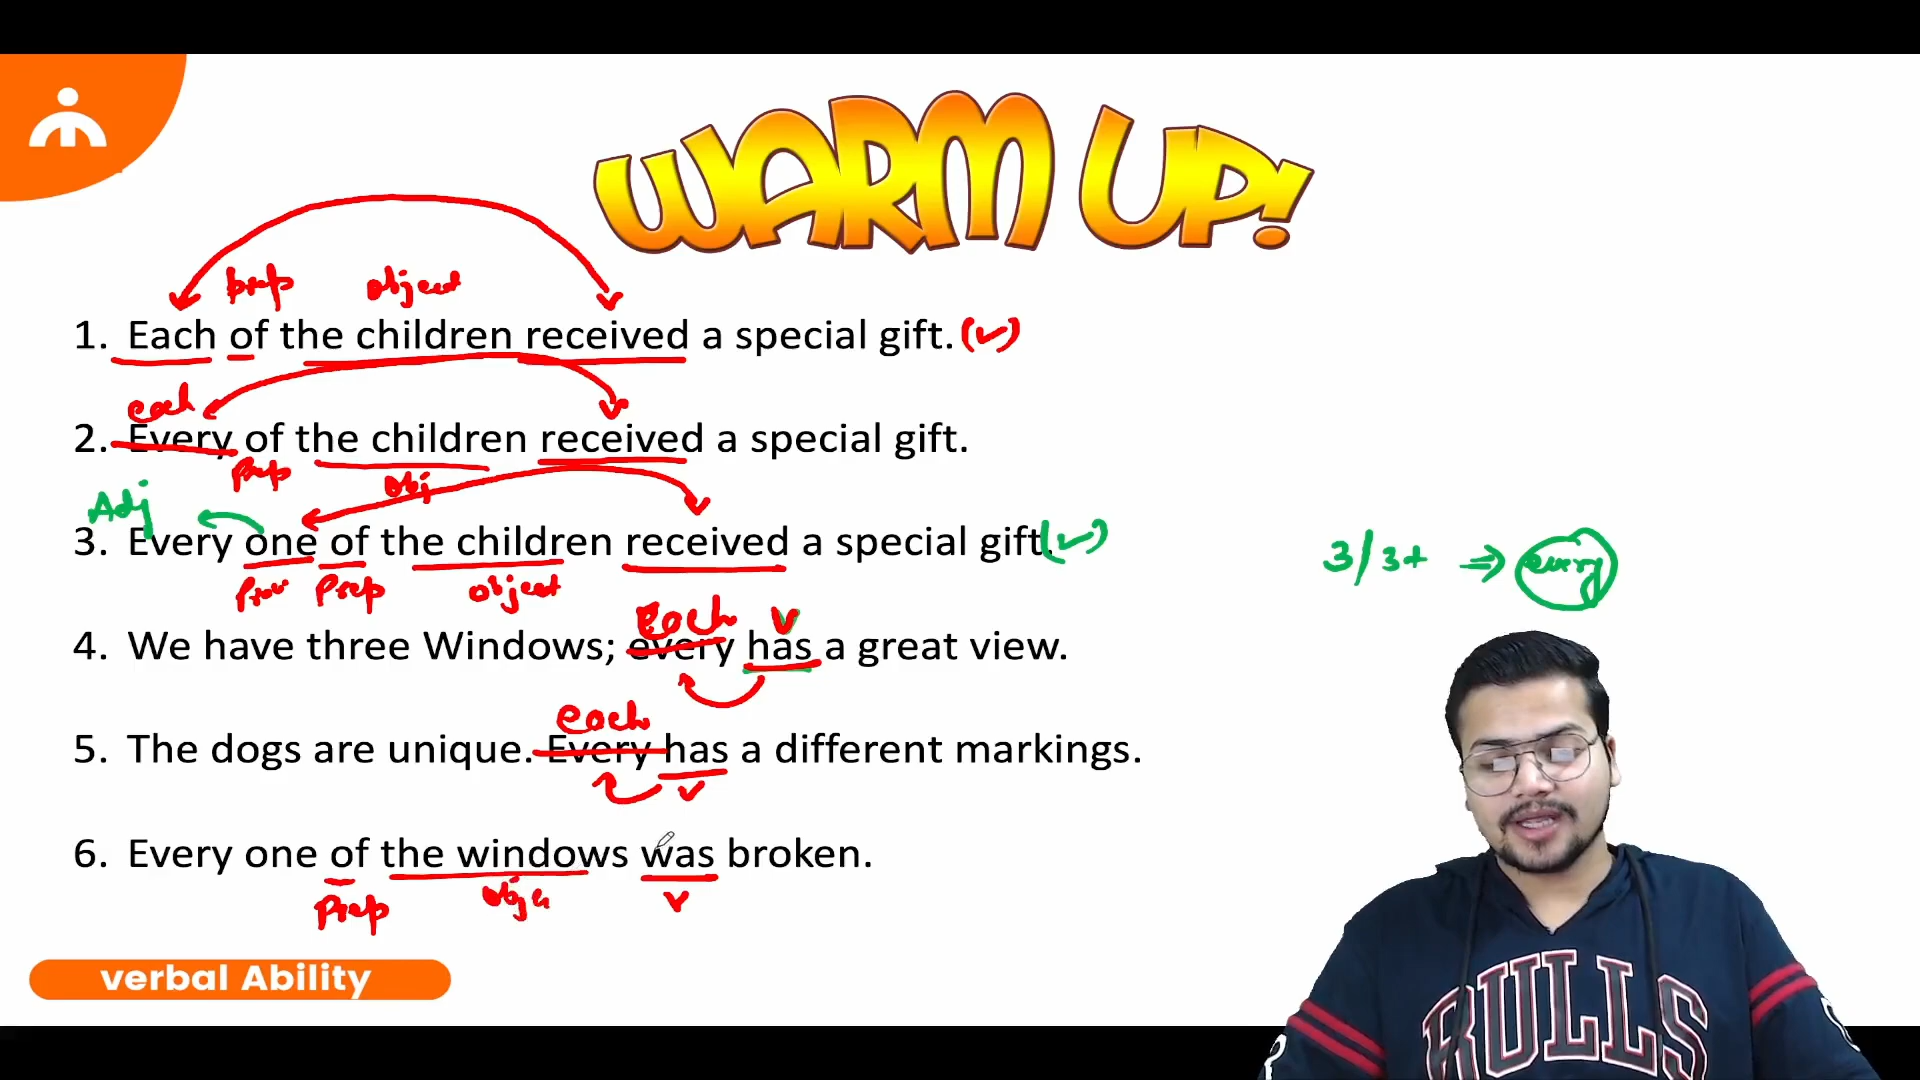 WARM UP!
prep object
1. Each of the children received a special gift. (✓)
each
2. Every of the children received a special gift.
prep obj
Adj
3. Every one of the children received a special gift. (✓)
3/3+ ⇒ every
Pron Prep object
each V
4. We have three Windows; every has a great view.
each
5. The dogs are unique. Every has a different markings.
v
6. Every one of the windows was broken.
Prep v
verbal Ability
BULLS